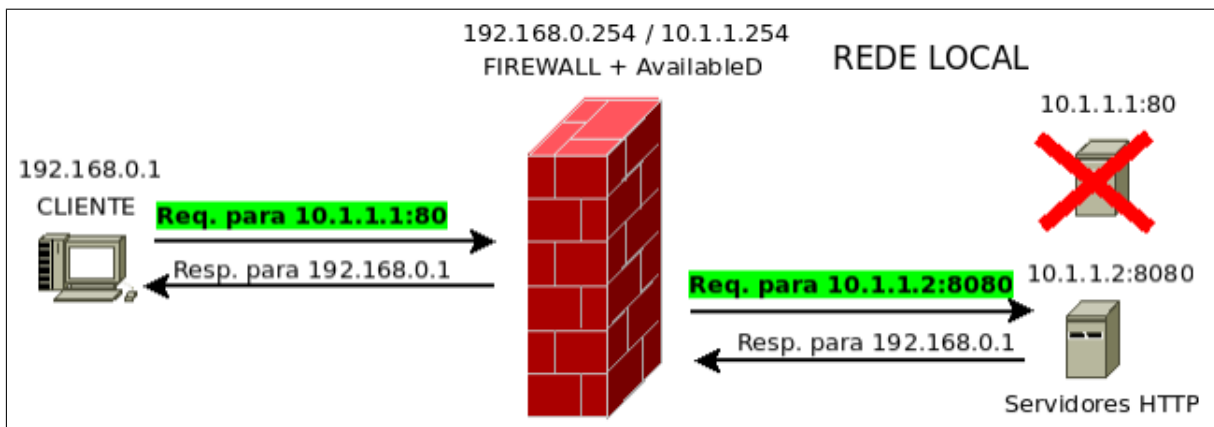 192.168.0.254 / 10.1.1.254
FIREWALL + AvailableD
REDE LOCAL
10.1.1.1:80
192.168.0.1
CLIENTE
Req. para 10.1.1.1:80
Resp. para 192.168.0.1
10.1.1.2:8080
Req. para 10.1.1.2:8080
Resp. para 192.168.0.1
Servidores HTTP